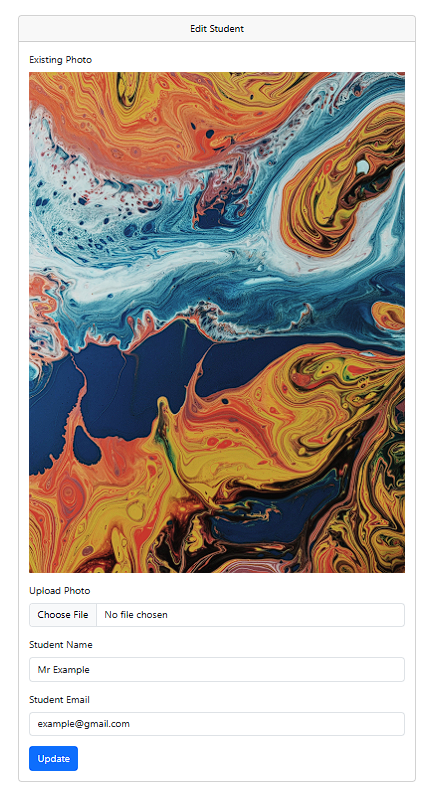 Edit Student
Existing Photo
Upload Photo
Choose File No file chosen
Student Name
Mr Example
Student Email
example@gmail.com
Update